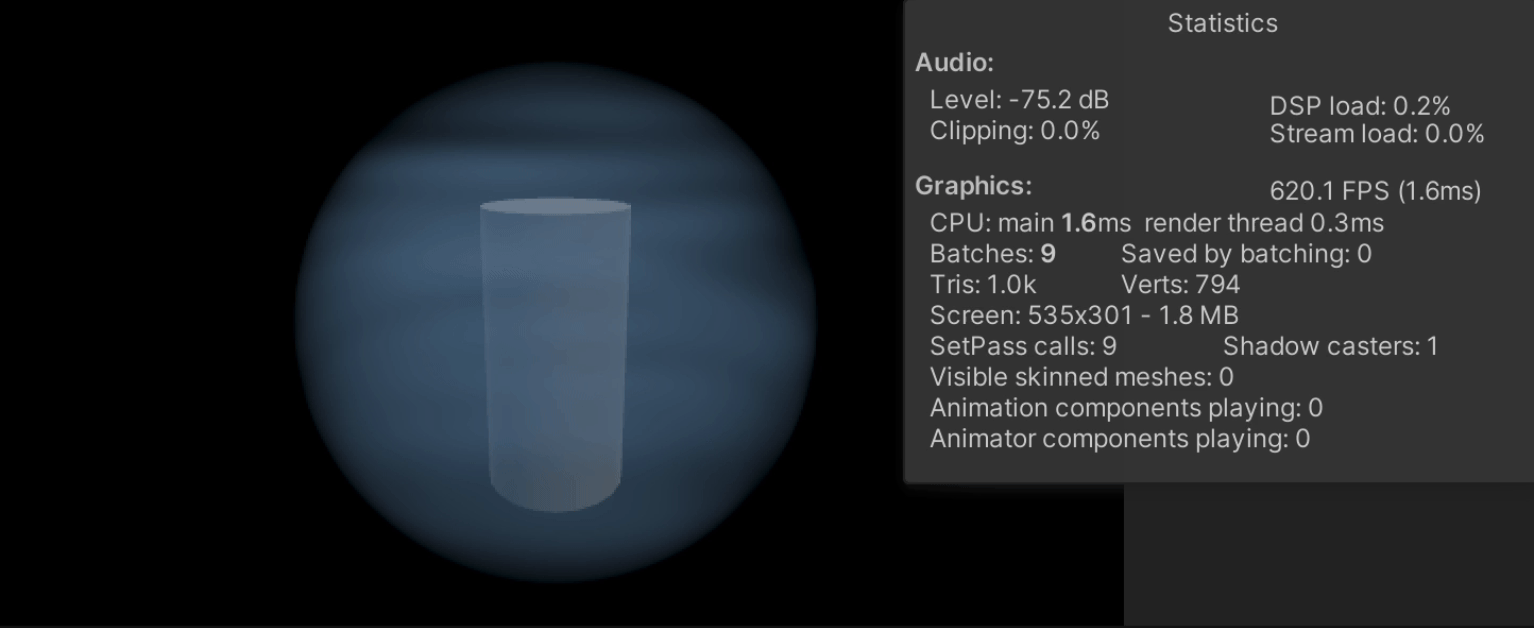 Statistics
Audio:
Level: -75.2 dB DSP load: 0.2%
Clipping: 0.0% Stream load: 0.0%
Graphics: 620.1 FPS (1.6ms)
CPU: main 1.6ms render thread 0.3ms
Batches: 9 Saved by batching: 0
Tris: 1.0k Verts: 794
Screen: 535x301 - 1.8 MB
SetPass calls: 9 Shadow casters: 1
Visible skinned meshes: 0
Animation components playing: 0
Animator components playing: 0